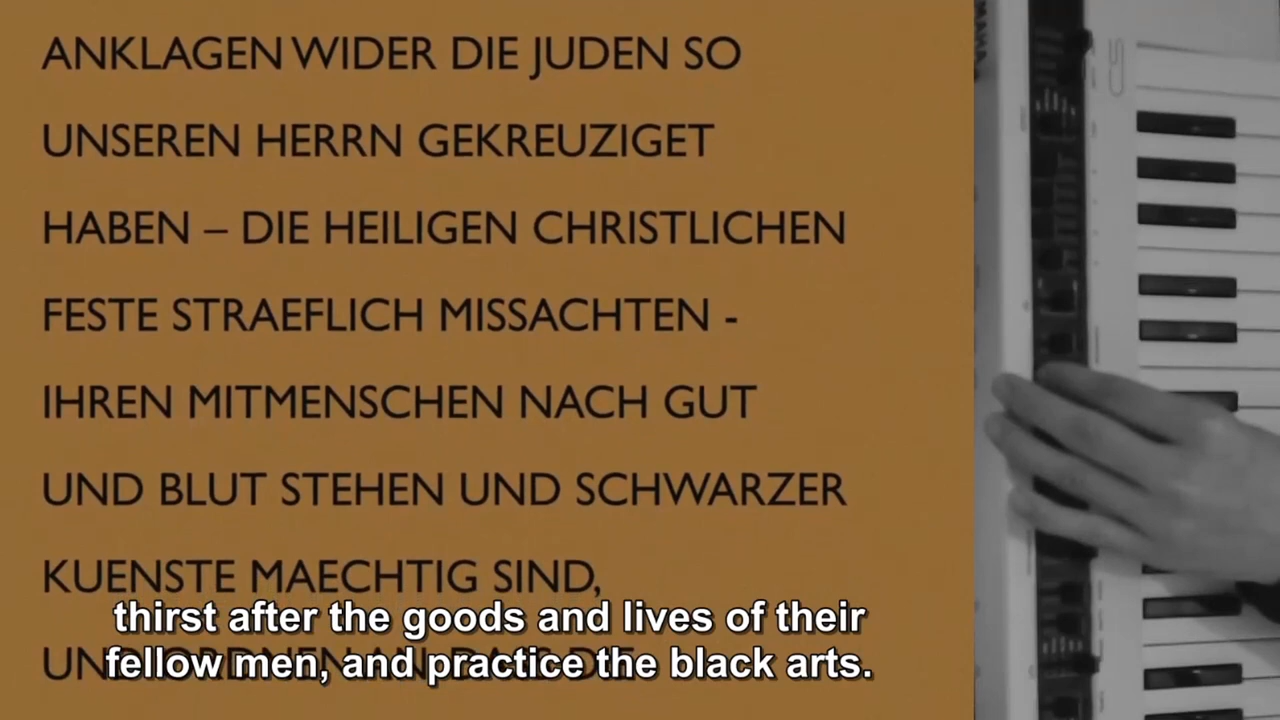 ANKLAGEN WIDER DIE JUDEN SO
UNSEREN HERRN GEKREUZIGET
HABEN – DIE HEILIGEN CHRISTLICHEN
FESTE STRAEFLICH MISSACHTEN -
IHREN MITMENSCHEN NACH GUT
UND BLUT STEHEN UND SCHWARZER
KUENSTE MAECHTIG SIND,
thirst after the goods and lives of their
fellow men, and practice the black arts.